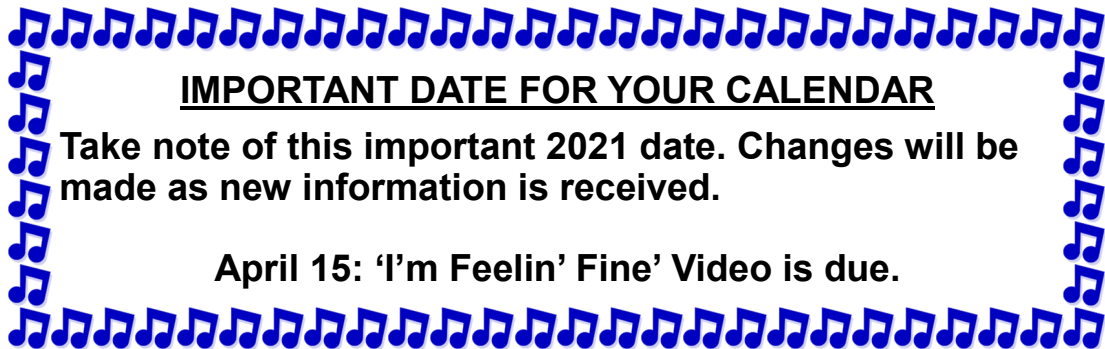 IMPORTANT DATE FOR YOUR CALENDAR
Take note of this important 2021 date. Changes will be
made as new information is received.
April 15: ‘I’m Feelin’ Fine’ Video is due.